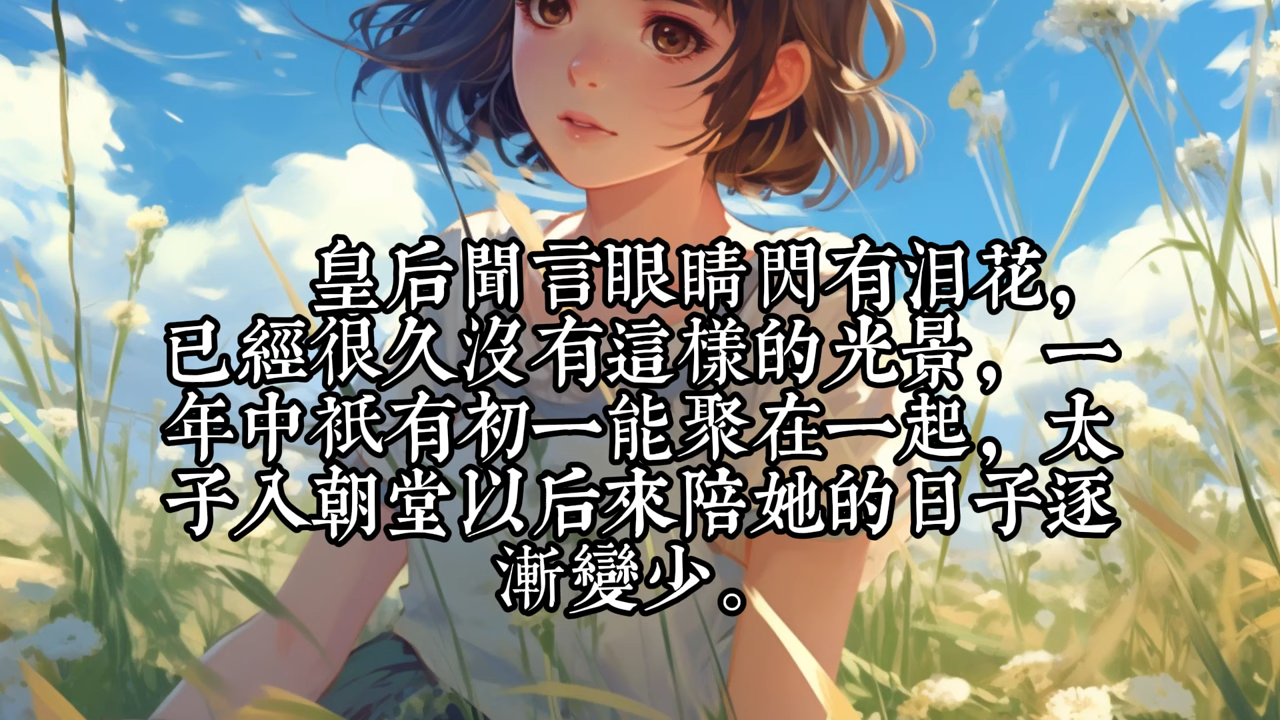 皇后聞言眼睛閃有泪花，
已經很久沒有這樣的光景，一
年中衹有初一能聚在一起，太
子入朝堂以后來陪她的日子逐
漸變少。